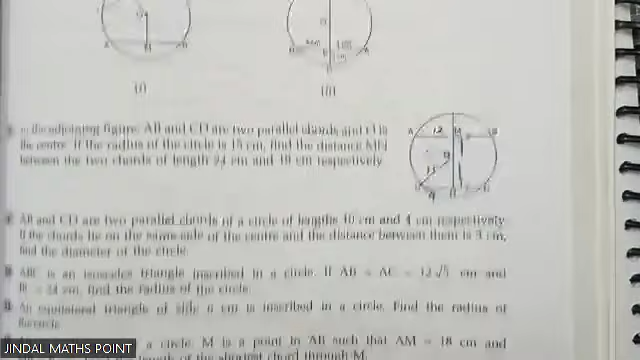 (i)
(ii)
In the adjoining figure, AB and CD are two parallel chords and O is
the centre. If the radius of the circle is 15 cm, find the distance MN
between the two chords of length 24 cm and 18 cm respectively.
A 12 M B
15
9
AB and CD are two parallel chords of a circle of lengths 10 cm and 4 cm respectively.
If the chords lie on the same side of the centre and the distance between them is 3 cm,
find the diameter of the circle.
ABC is an isosceles triangle inscribed in a circle. If AB = AC = 12√5 cm and
BC = 24 cm, find the radius of the circle.
An equilateral triangle of side 6 cm is inscribed in a circle. Find the radius of
the circle.
a circle. M is a point in AB such that AM = 18 cm and
length of the shortest chord through M.
JINDAL MATHS POINT